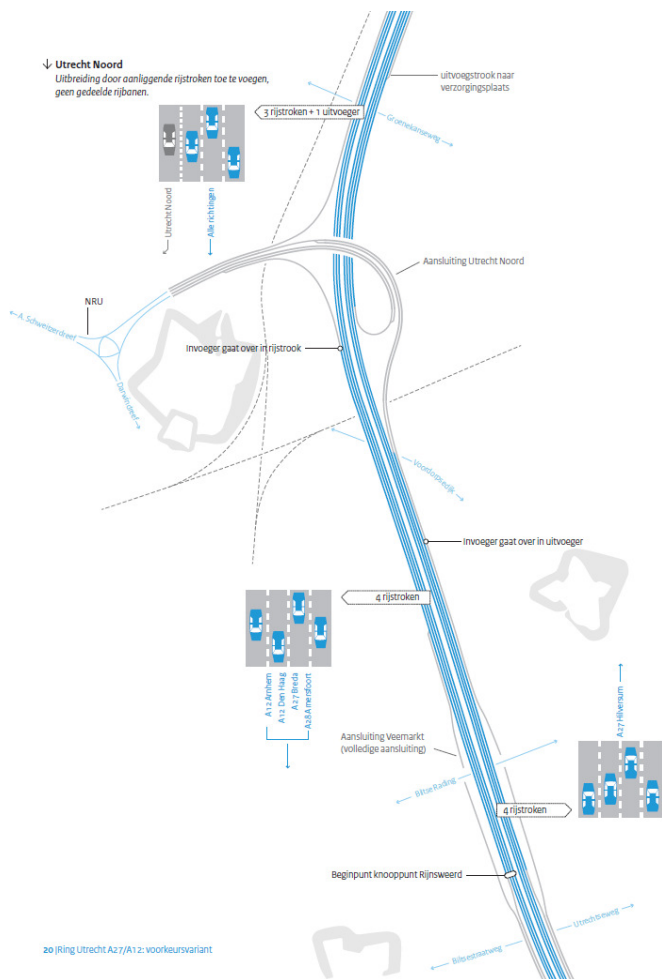 ↓ Utrecht Noord
Uitbreiding door aanliggende rijstroken toe te voegen,
geen gedeelde rijbanen.
uitvoegstrook naar
verzorgingsplaats
3 rijstroken + 1 uitvoeger
Groenekanseweg
Utrecht Noord
Alle richtingen
Aansluiting Utrecht Noord
NRU
A. Schweitzerdreef
Darwindreef
Invoeger gaat over in rijstrook
Voordorpsedijk
Invoeger gaat over in uitvoeger
4 rijstroken
A12 Arnhem
A12 Den Haag
A27 Breda
A28 Amersfoort
A27 Hilversum
Aansluiting Veemarkt
(volledige aansluiting)
Biltse Rading
4 rijstroken
Beginpunt knooppunt Rijnsweerd
Utrechtseweg
Biltsestraatweg
20 |Ring Utrecht A27/A12: voorkeursvariant